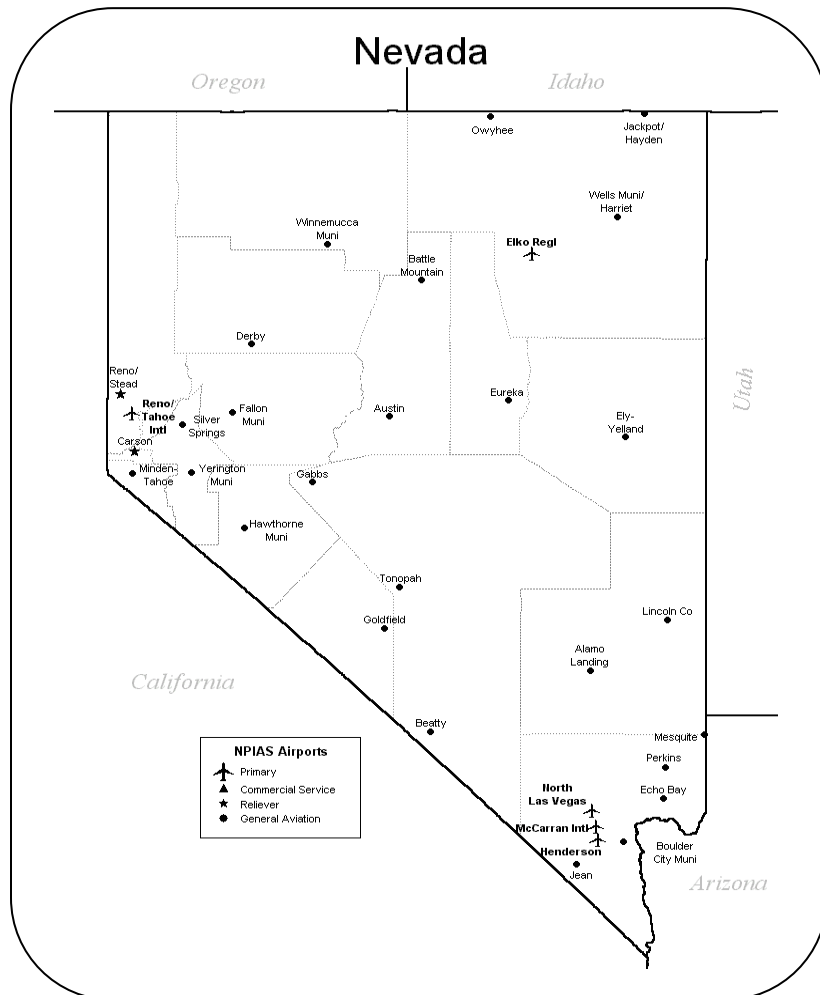 Nevada
Oregon
Idaho
Owyhee
Jackpot/
Hayden
Wells Muni/
Harriet
Winnemucca
Muni
Elko Regl
Battle
Mountain
Derby
Utah
Reno/
Stead
Reno/
Tahoe
Intl
Silver
Springs
Fallon
Muni
Austin
Eureka
Ely-
Yelland
Carson
Minden-
Tahoe
Yerington
Muni
Gabbs
Hawthorne
Muni
Tonopah
Goldfield
Lincoln Co
Alamo
Landing
California
Beatty
Mesquite
Perkins
Echo Bay
North
Las Vegas
McCarran Intl
Henderson
Jean
Boulder
City Muni
Arizona
NPIAS Airports
Primary
Commercial Service
Reliever
General Aviation